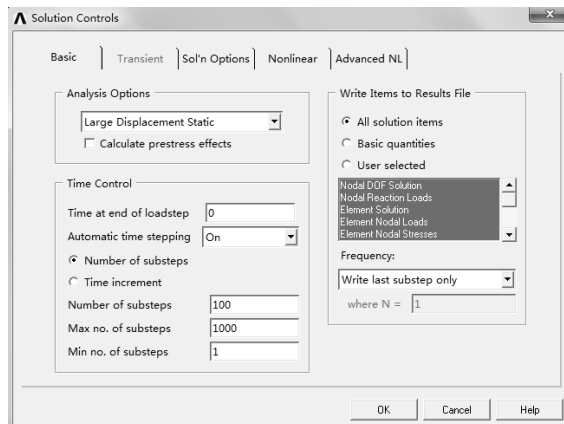 Solution Controls
Basic
Transient
Sol'n Options
Nonlinear
Advanced NL
Analysis Options
Large Displacement Static
Calculate prestress effects
Time Control
Time at end of loadstep 0
Automatic time stepping On
Number of substeps
Time increment
Number of substeps 100
Max no. of substeps 1000
Min no. of substeps 1
Write Items to Results File
All solution items
Basic quantities
User selected
Nodal DOF Solution
Nodal Reaction Loads
Element Solution
Element Nodal Loads
Element Nodal Stresses
Frequency:
Write last substep only
where N = 1
OK
Cancel
Help